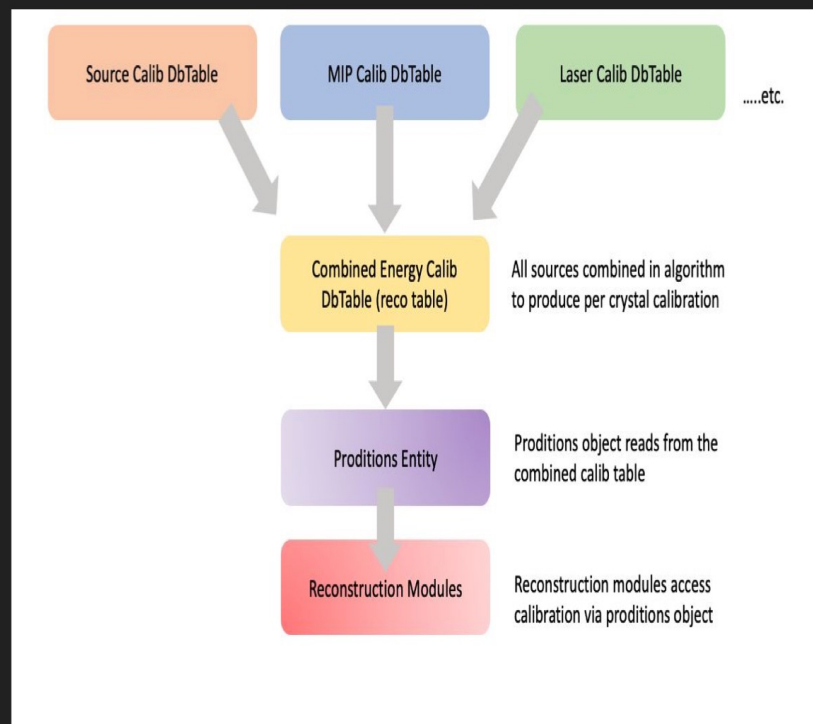 Source Calib DbTable
MIP Calib DbTable
Laser Calib DbTable
.....etc.
Combined Energy Calib
DbTable (reco table)
All sources combined in algorithm
to produce per crystal calibration
Proditions Entity
Proditions object reads from the
combined calib table
Reconstruction Modules
Reconstruction modules access
calibration via proditions object